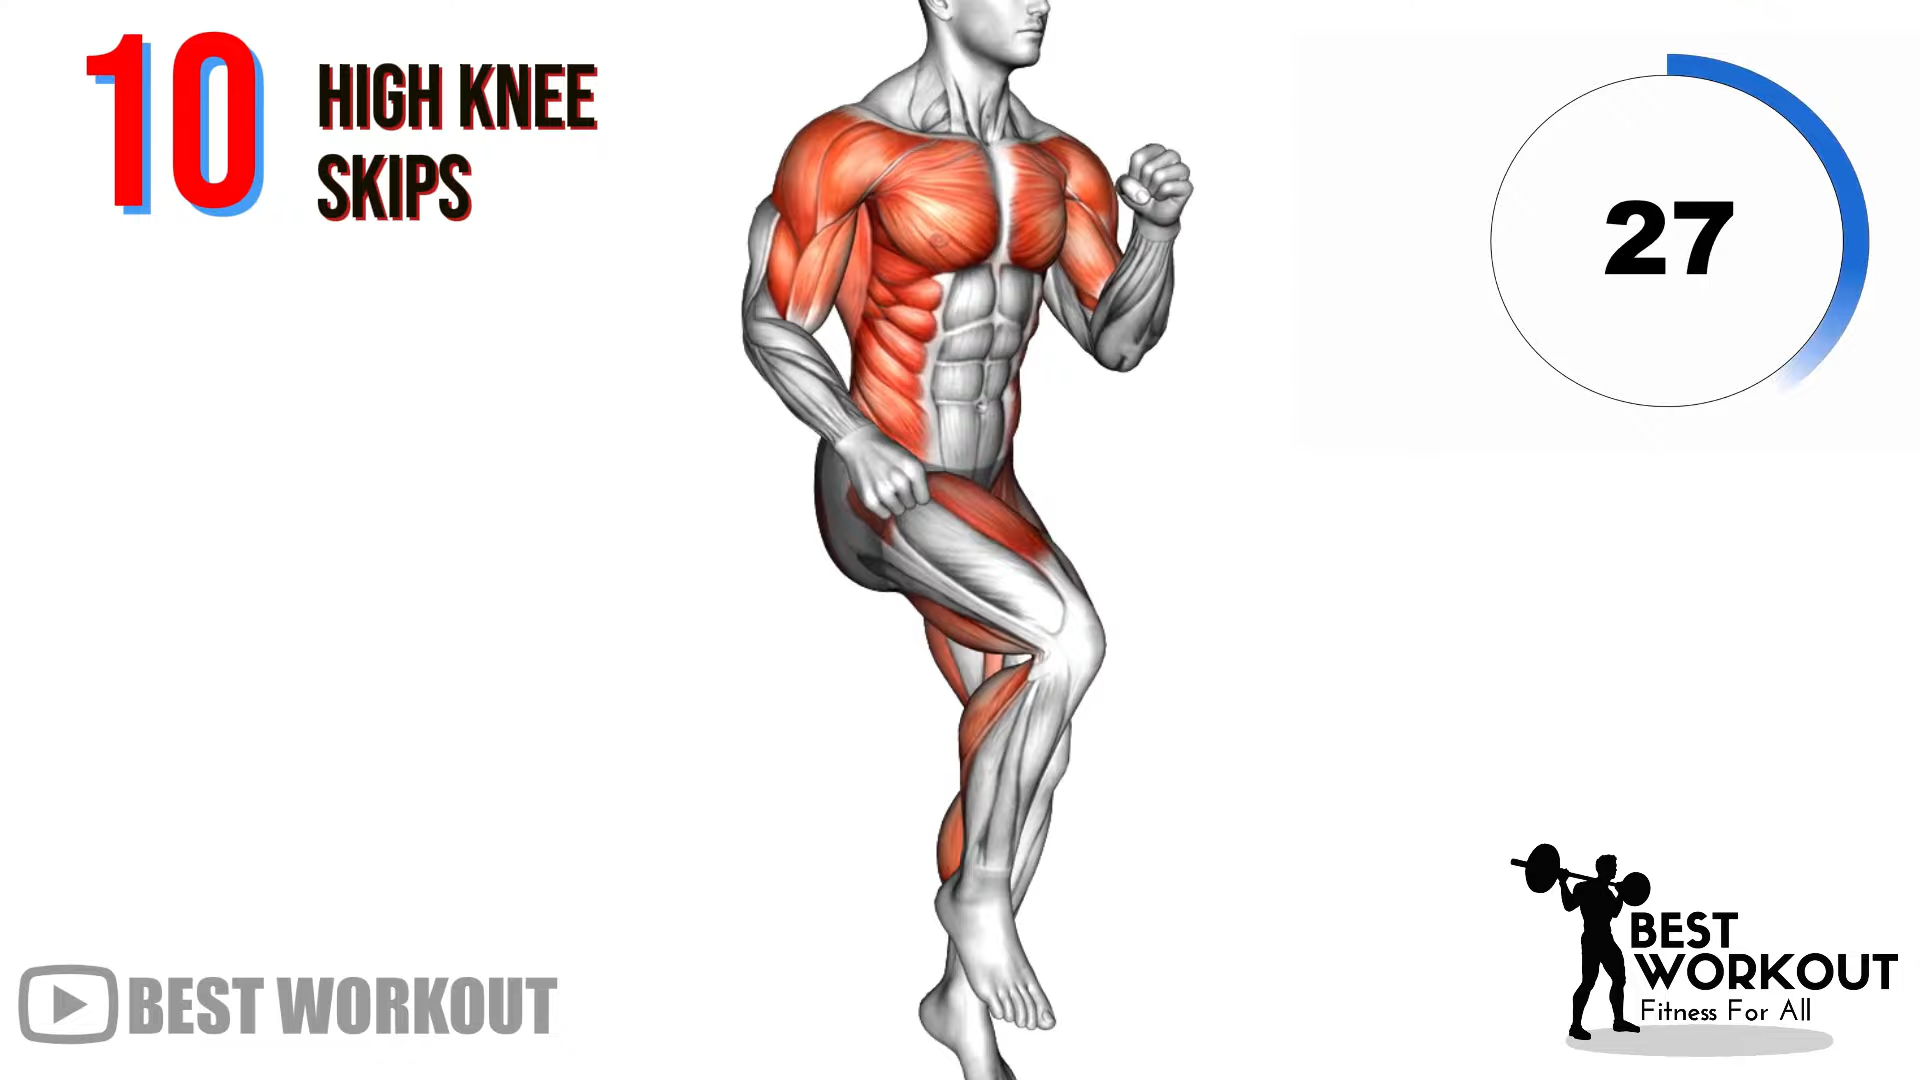 10
HIGH KNEE
SKIPS
27
BEST WORKOUT
BEST
WORKOUT
Fitness For All